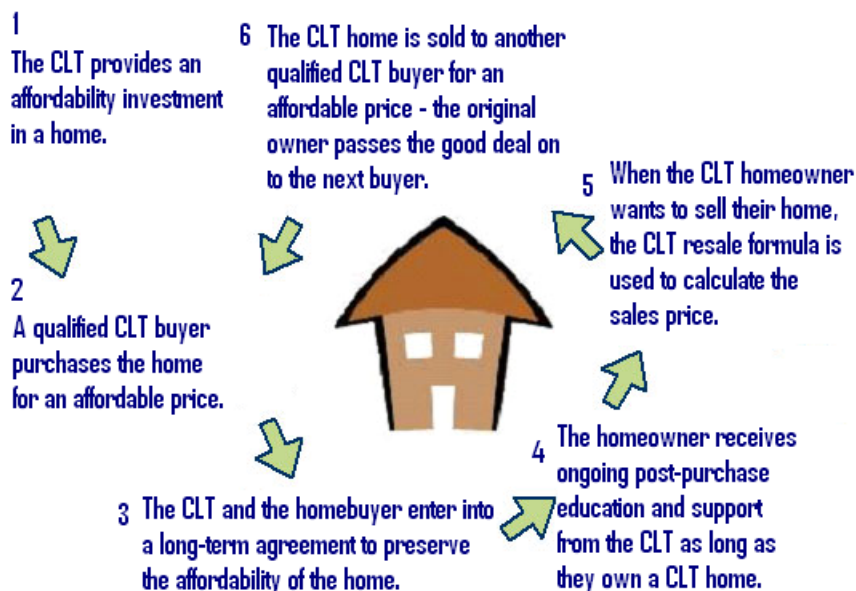 1
The CLT provides an
affordability investment
in a home.
2
A qualified CLT buyer
purchases the home
for an affordable price.
3 The CLT and the homebuyer enter into
a long-term agreement to preserve
the affordability of the home.
4 The homeowner receives
ongoing post-purchase
education and support
from the CLT as long as
they own a CLT home.
5 When the CLT homeowner
wants to sell their home,
the CLT resale formula is
used to calculate the
sales price.
6 The CLT home is sold to another
qualified CLT buyer for an
affordable price - the original
owner passes the good deal on
to the next buyer.